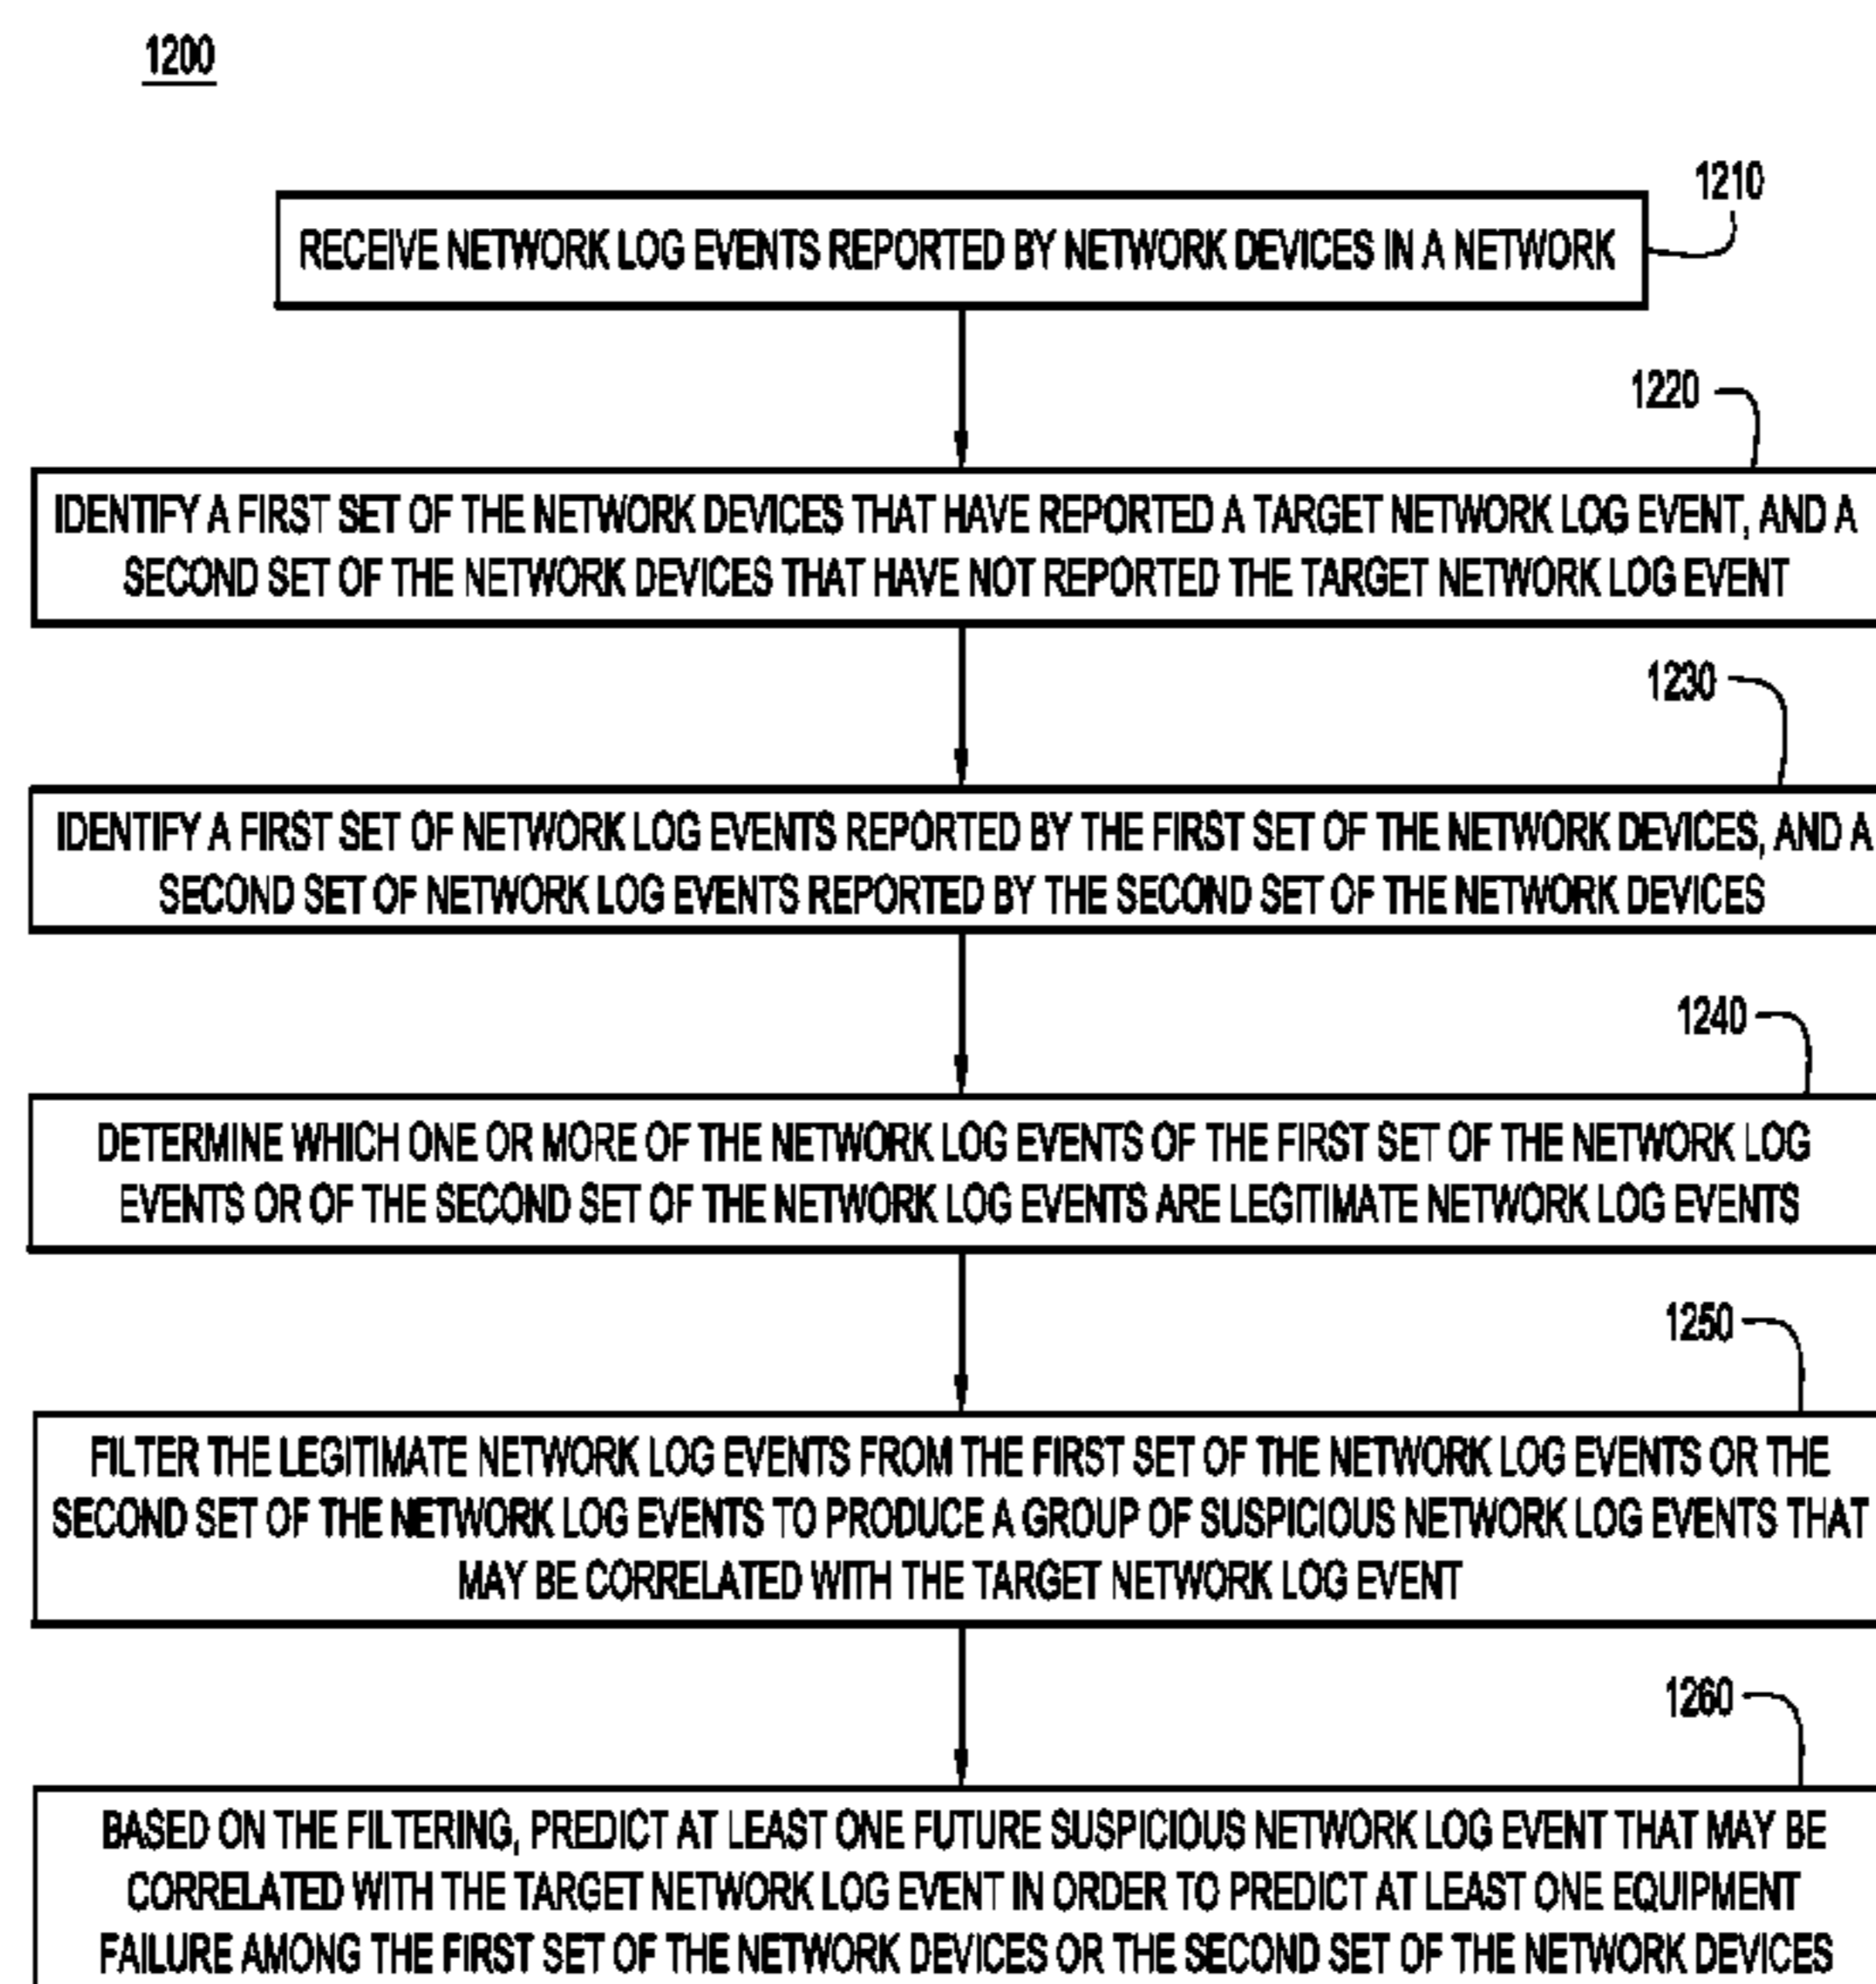 1200
1210
RECEIVE NETWORK LOG EVENTS REPORTED BY NETWORK DEVICES IN A NETWORK
1220
IDENTIFY A FIRST SET OF THE NETWORK DEVICES THAT HAVE REPORTED A TARGET NETWORK LOG EVENT, AND A
SECOND SET OF THE NETWORK DEVICES THAT HAVE NOT REPORTED THE TARGET NETWORK LOG EVENT
1230
IDENTIFY A FIRST SET OF NETWORK LOG EVENTS REPORTED BY THE FIRST SET OF THE NETWORK DEVICES, AND A
SECOND SET OF NETWORK LOG EVENTS REPORTED BY THE SECOND SET OF THE NETWORK DEVICES
1240
DETERMINE WHICH ONE OR MORE OF THE NETWORK LOG EVENTS OF THE FIRST SET OF THE NETWORK LOG
EVENTS OR OF THE SECOND SET OF THE NETWORK LOG EVENTS ARE LEGITIMATE NETWORK LOG EVENTS
1250
FILTER THE LEGITIMATE NETWORK LOG EVENTS FROM THE FIRST SET OF THE NETWORK LOG EVENTS OR THE
SECOND SET OF THE NETWORK LOG EVENTS TO PRODUCE A GROUP OF SUSPICIOUS NETWORK LOG EVENTS THAT
MAY BE CORRELATED WITH THE TARGET NETWORK LOG EVENT
1260
BASED ON THE FILTERING, PREDICT AT LEAST ONE FUTURE SUSPICIOUS NETWORK LOG EVENT THAT MAY BE
CORRELATED WITH THE TARGET NETWORK LOG EVENT IN ORDER TO PREDICT AT LEAST ONE EQUIPMENT
FAILURE AMONG THE FIRST SET OF THE NETWORK DEVICES OR THE SECOND SET OF THE NETWORK DEVICES